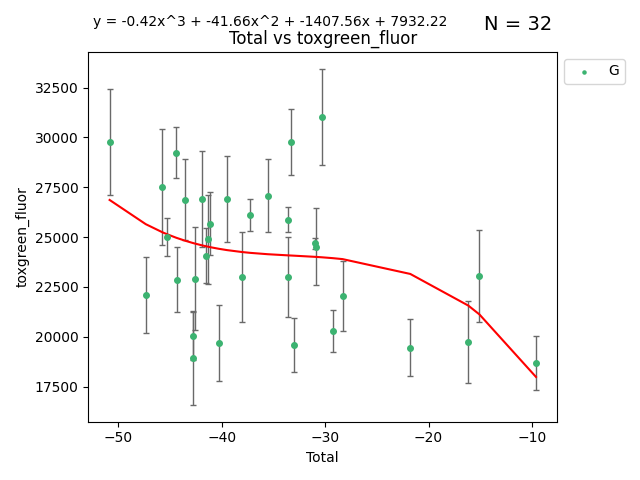 y = -0.42x^3 + -41.66x^2 + -1407.56x + 7932.22
N = 32
Total vs toxgreen_fluor
G
32500
30000
27500
25000
22500
20000
17500
toxgreen_fluor
−50
−40
−30
−20
−10
Total